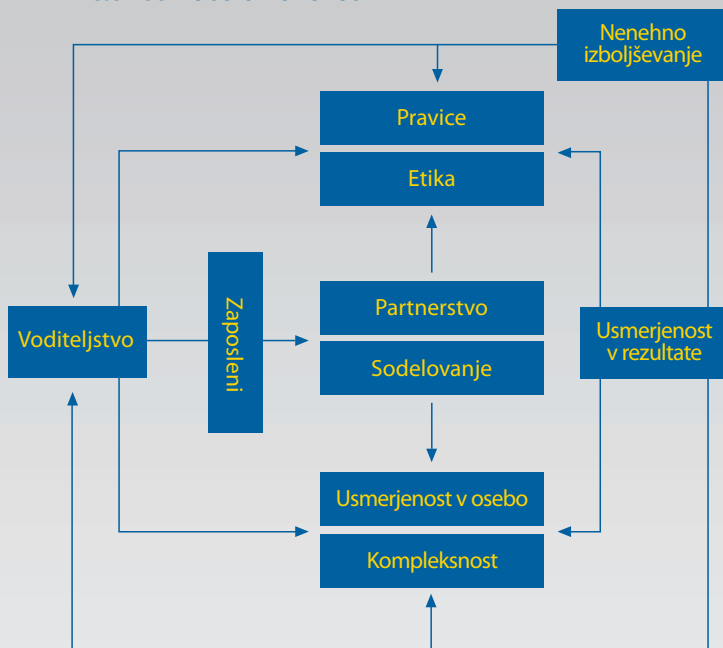 Nenehno
izboljševanje
Pravice
Etika
Zaposleni
Partnerstvo
Voditeljstvo
Usmerjenost
v rezultate
Sodelovanje
Usmerjenost v osebo
Kompleksnost